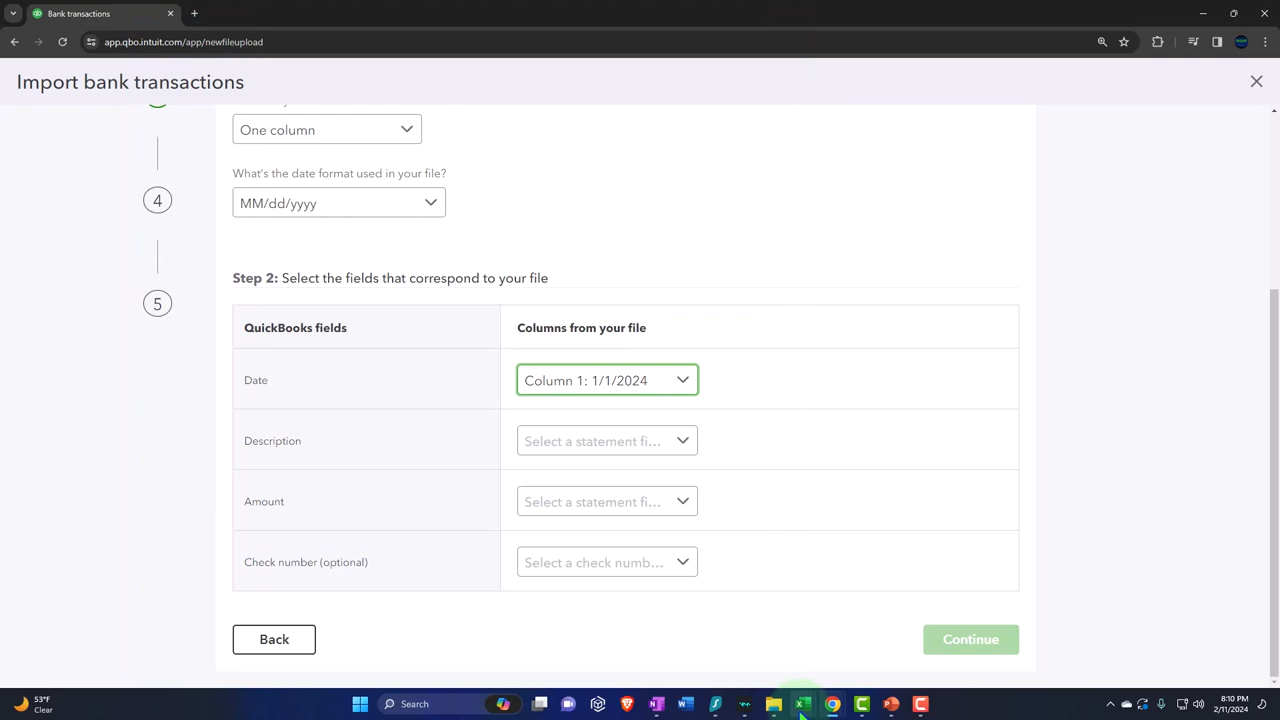 Bank transactions
app.qbo.intuit.com/app/newfileupload
Import bank transactions
One column
What's the date format used in your file?
MM/dd/yyyy
4
Step 2: Select the fields that correspond to your file
5
QuickBooks fields
Columns from your file
Date
Column 1: 1/1/2024
Description
Select a statement fi...
Amount
Select a statement fi...
Check number (optional)
Select a check numb...
Back
Continue
53°F
Clear
Search
8:10 PM
2/11/2024